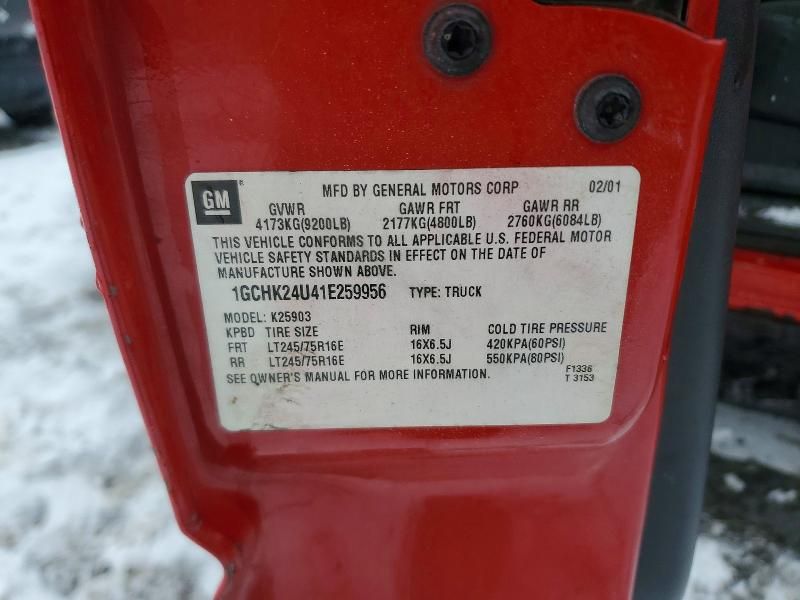 GM ® MFD BY GENERAL MOTORS CORP 02/01
GVWR GAWR FRT GAWR RR
4173KG(9200LB) 2177KG(4800LB) 2760KG(6084LB)
THIS VEHICLE CONFORMS TO ALL APPLICABLE U.S. FEDERAL MOTOR
VEHICLE SAFETY STANDARDS IN EFFECT ON THE DATE OF
MANUFACTURE SHOWN ABOVE.
1GCHK24U41E259956 TYPE: TRUCK
MODEL: K25903
KPBD TIRE SIZE RIM COLD TIRE PRESSURE
FRT LT245/75R16E 16X6.5J 420KPA(60PSI)
RR LT245/75R16E 16X6.5J 550KPA(80PSI)
SEE OWNER'S MANUAL FOR MORE INFORMATION.
F1336
T 3153